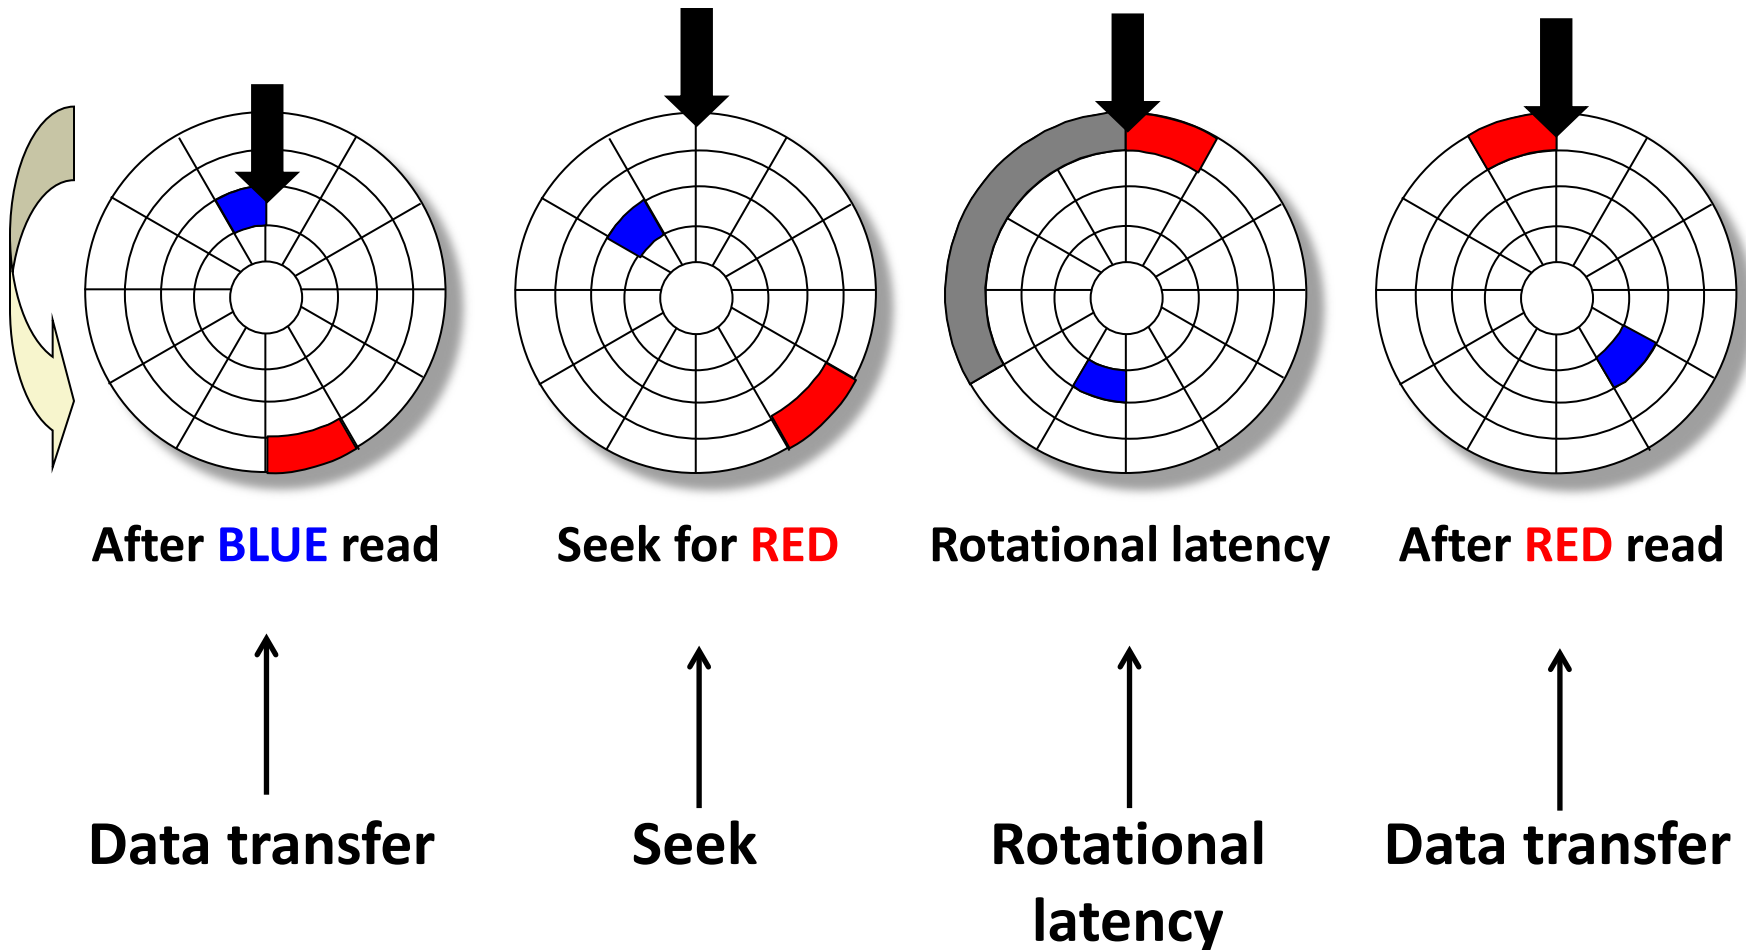 After BLUE read
Seek for RED
Rotational latency
After RED read
Data transfer
Seek
Rotational
latency
Data transfer